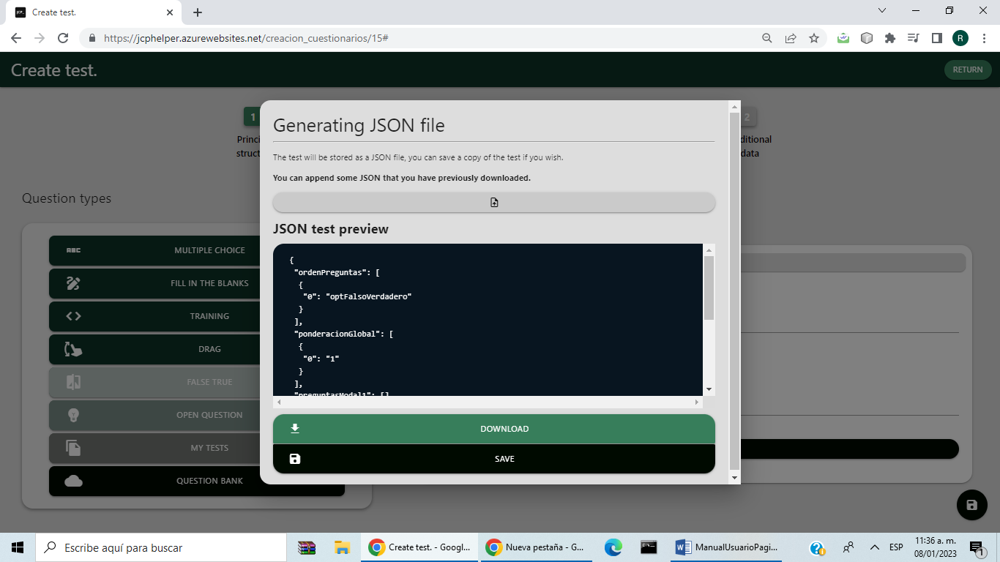 JCP_
Create test.
https://jcphelper.azurewebsites.net/creacion_cuestionarios/15#
R
Create test.
RETURN
1
2
Princi
struct
ditional
data
Question types
ABC
MULTIPLE CHOICE
FILL IN THE BLANKS
TRAINING
DRAG
FALSE TRUE
OPEN QUESTION
MY TESTS
QUESTION BANK
Generating JSON file
The test will be stored as a JSON file, you can save a copy of the test if you wish.
You can append some JSON that you have previously downloaded.
JSON test preview
{
"ordenPreguntas": [
{
"0": "optFalsoVerdadero"
}
],
"ponderacionGlobal": [
{
"0": "1"
}
],
"preguntasModal1": []
DOWNLOAD
SAVE
Escribe aquí para buscar
Create test. - Googl...
Nueva pestaña - G...
ManualUsuarioPagi...
ESP
11:36 a. m.
08/01/2023
1